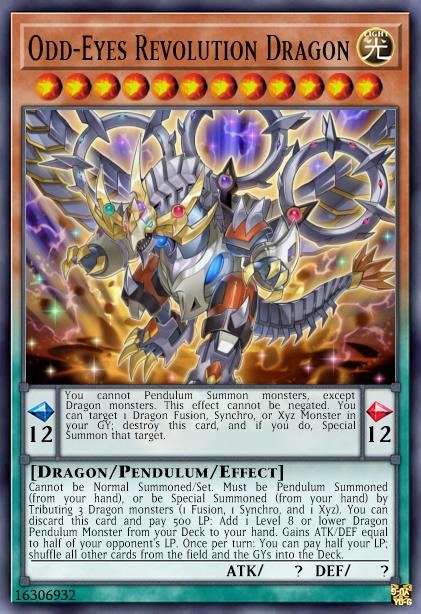 Odd-Eyes Revolution Dragon
LIGHT
光
You cannot Pendulum Summon monsters, except
Dragon monsters. This effect cannot be negated. You
can target 1 Dragon Fusion, Synchro, or Xyz Monster in
your GY; destroy this card, and if you do, Special
Summon that target.
12
12
[Dragon/Pendulum/Effect]
Cannot be Normal Summoned/Set. Must be Pendulum Summoned
(from your hand), or be Special Summoned (from your hand) by
Tributing 3 Dragon monsters (1 Fusion, 1 Synchro, and 1 Xyz). You can
discard this card and pay 500 LP: Add 1 Level 8 or lower Dragon
Pendulum Monster from your Deck to your hand. Gains ATK/DEF equal
to half of your opponent's LP. Once per turn: You can pay half your LP;
shuffle all other cards from the field and the GYs into the Deck.
ATK/ ? DEF/ ?
16306932